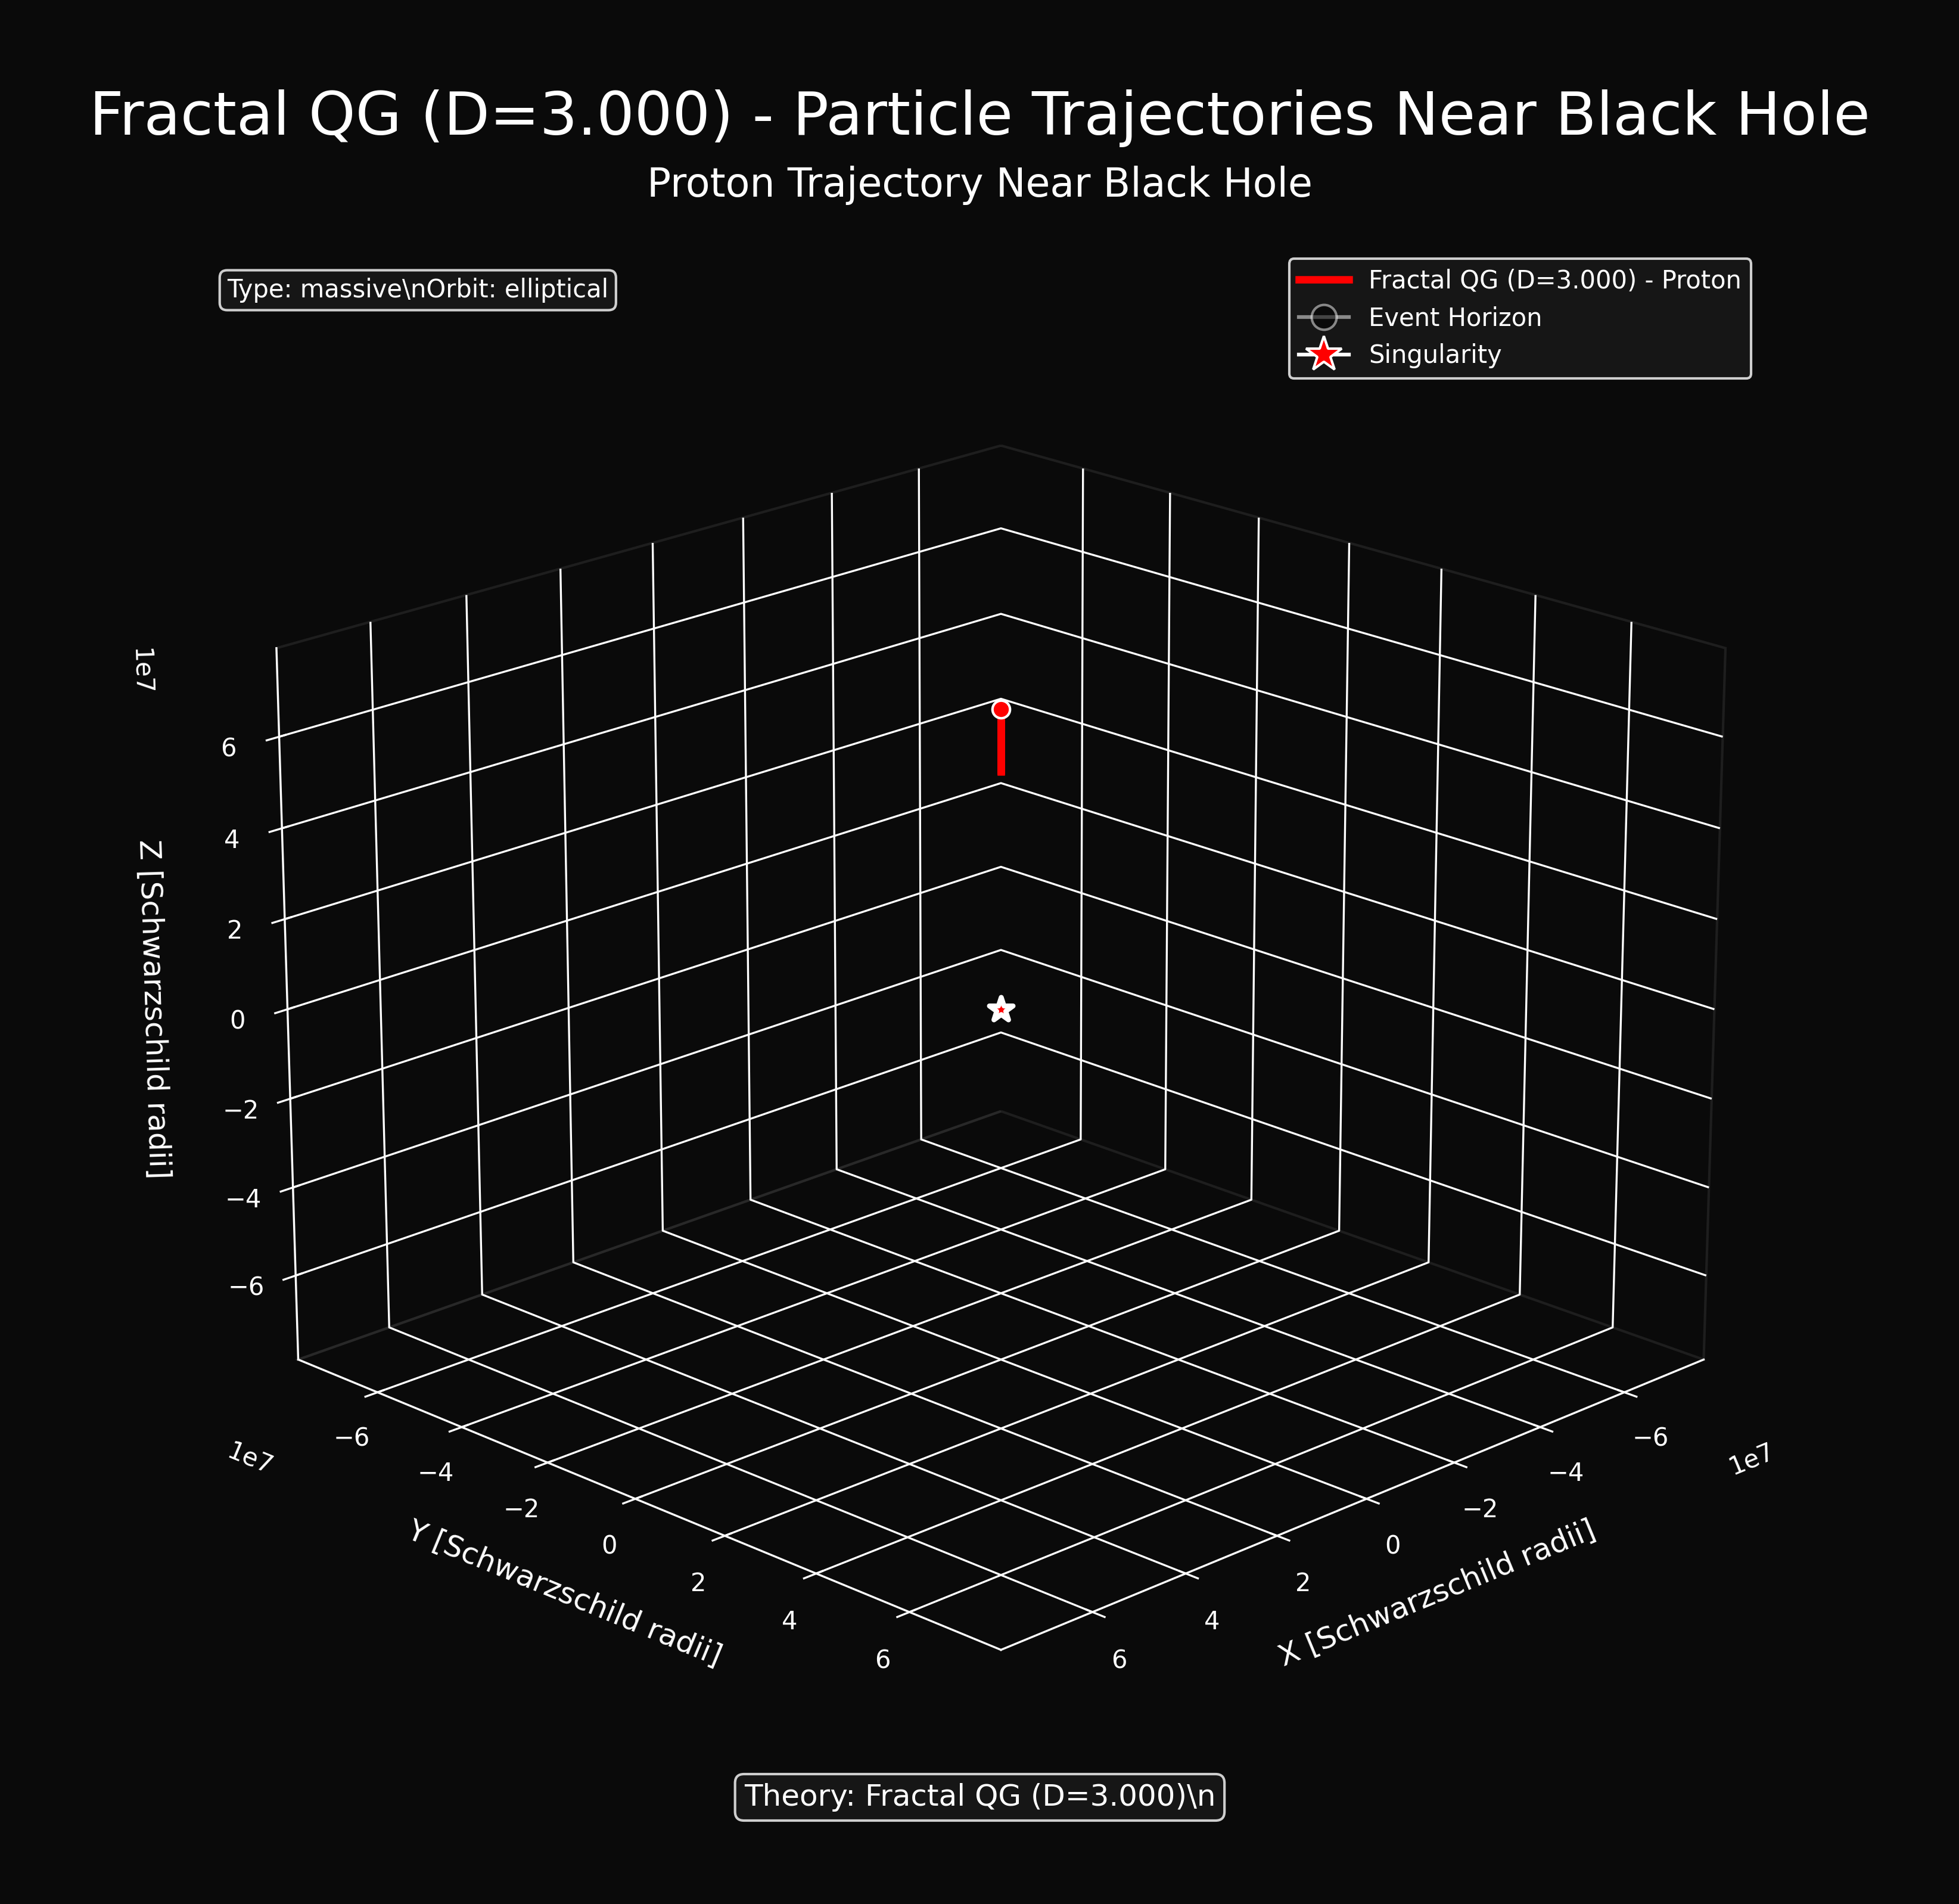 Fractal QG (D=3.000) - Particle Trajectories Near Black Hole
Proton Trajectory Near Black Hole
Type: massive\nOrbit: elliptical
Fractal QG (D=3.000) - Proton
Event Horizon
Singularity
1e7
6
4
2
0
−2
−4
−6
Z [Schwarzschild radii]
1e7
−6
−4
−2
0
2
4
6
Y [Schwarzschild radii]
1e7
−6
−4
−2
0
2
4
6
X [Schwarzschild radii]
Theory: Fractal QG (D=3.000)\n